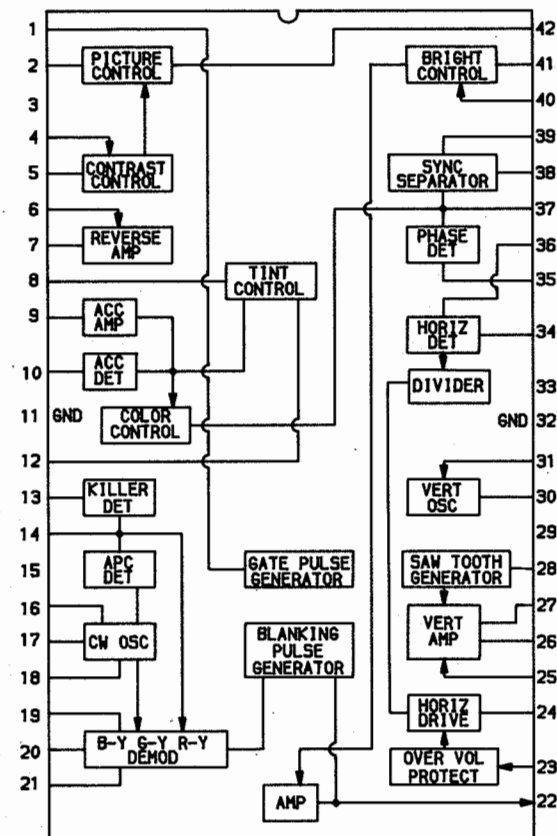 1
42
2
PICTURE
CONTROL
BRIGHT
CONTROL
41
3
40
4
39
5
CONTRAST
CONTROL
SYNC
SEPARATOR
38
6
37
7
REVERSE
AMP
PHASE
DET
36
8
TINT
CONTROL
35
9
ACC
AMP
HORIZ
DET
34
10
ACC
DET
DIVIDER
33
11
GND
COLOR
CONTROL
GND
32
12
31
13
KILLER
DET
VERT
OSC
30
14
29
15
APC
DET
GATE PULSE
GENERATOR
SAW TOOTH
GENERATOR
28
16
27
17
CW OSC
BLANKING
PULSE
GENERATOR
VERT
AMP
26
18
25
19
HORIZ
DRIVE
24
20
B-Y G-Y R-Y
DEMOD
OVER VOL
PROTECT
23
21
AMP
22